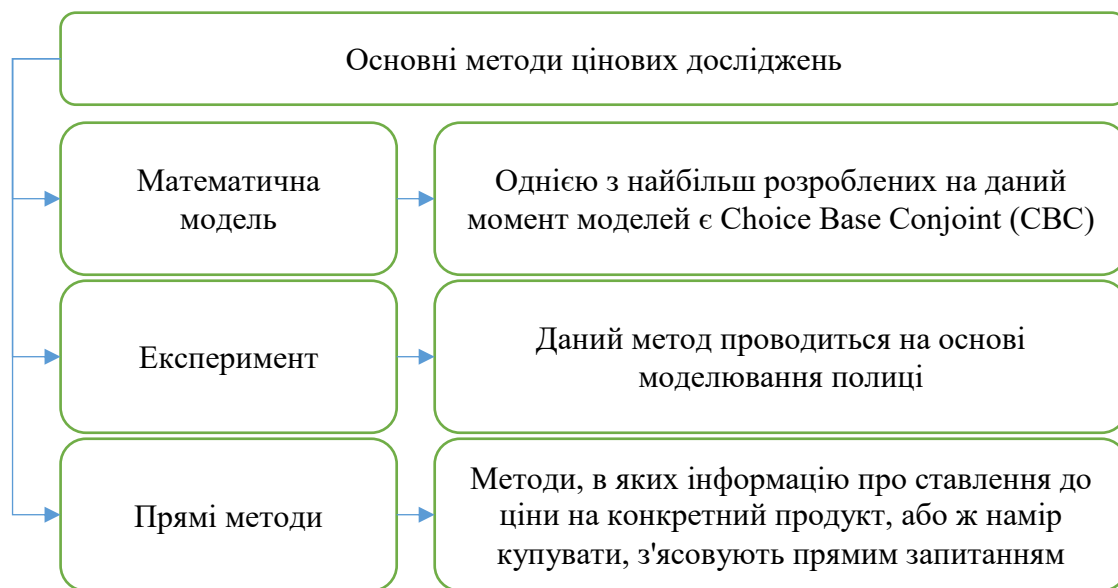 Основні методи цінових досліджень
Математична
модель
Однією з найбільш розроблених на даний
момент моделей є Choice Base Conjoint (CBC)
Експеримент
Даний метод проводиться на основі
моделювання полиці
Прямі методи
Методи, в яких інформацію про ставлення до
ціни на конкретний продукт, або ж намір
купувати, з'ясовують прямим запитанням